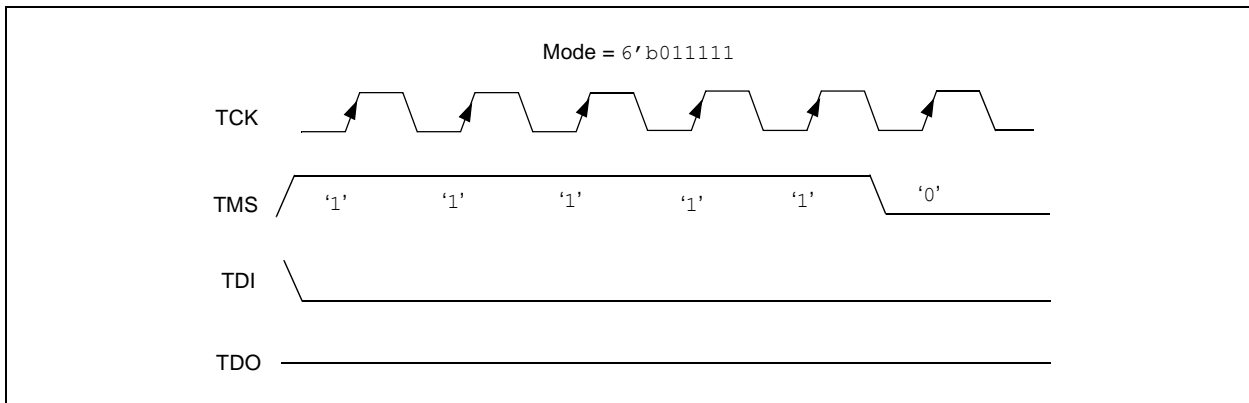 Mode = 6’b011111
TCK
TMS ‘1’ ‘1’ ‘1’ ‘1’ ‘1’ ‘0’
TDI
TDO